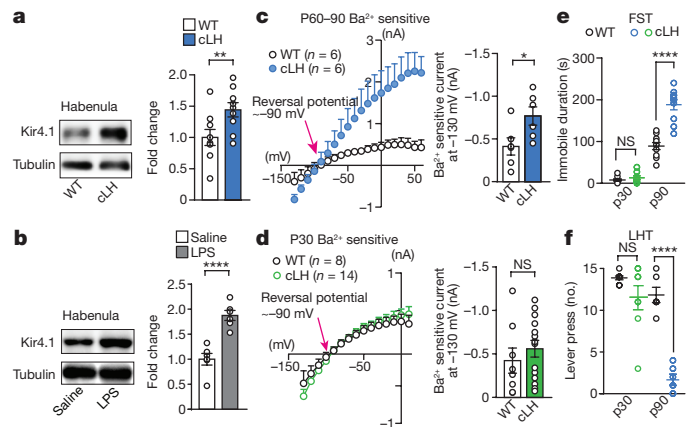 a
WT
cLH
**
2.0
1.5
1.0
0.5
0
Fold change
Habenula
Kir4.1
Tubulin
WT
cLH
b
Saline
LPS
****
2.5
2.0
1.5
1.0
0.5
0
Fold change
Habenula
Kir4.1
Tubulin
Saline
LPS
c
P60–90 Ba²⁺ sensitive
(nA)
WT (n = 6)
cLH (n = 6)
Reversal potential
~–90 mV
(mV)
3
2
1
–1
–50
50
Ba²⁺ sensitive current
at –130 mV (nA)
–1.5
–1.0
–0.5
0
*
WT
cLH
d
P30 Ba²⁺ sensitive
(nA)
WT (n = 8)
cLH (n = 14)
Reversal potential
~–90 mV
(mV)
1
–1
–50
0
Ba²⁺ sensitive current
at –130 mV (nA)
–1.5
–1.0
–0.5
0
NS
WT
cLH
e
FST
WT
cLH
Immobile duration (s)
300
200
100
0
NS
****
p30
p90
f
LHT
NS
****
Lever press (no.)
15
10
5
0
p30
p90